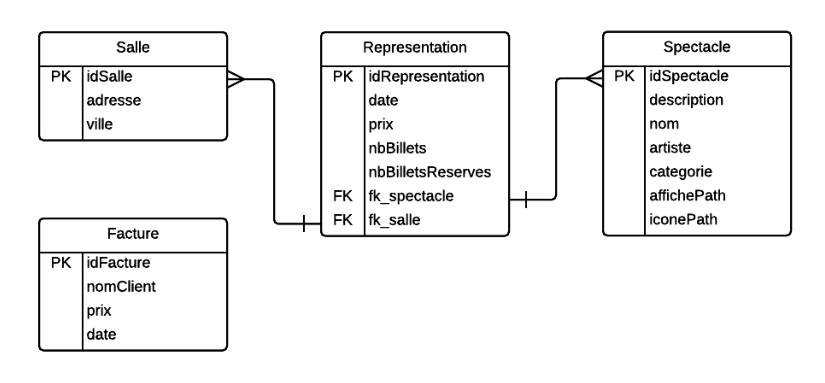 Salle
PK idSalle
adresse
ville
Representation
PK idRepresentation
date
prix
nbBillets
nbBilletsReserves
FK fk_spectacle
FK fk_salle
Spectacle
PK idSpectacle
description
nom
artiste
categorie
affichePath
iconePath
Facture
PK idFacture
nomClient
prix
date